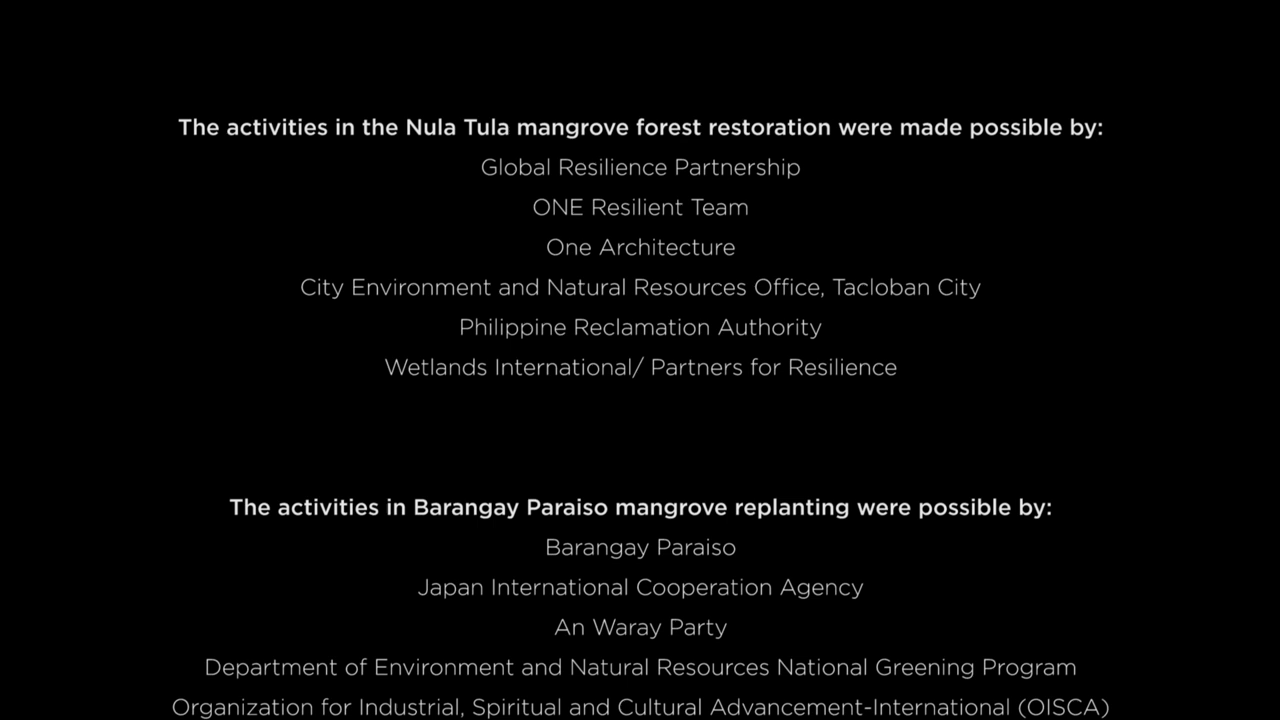 The activities in the Nula Tula mangrove forest restoration were made possible by:
Global Resilience Partnership
ONE Resilient Team
One Architecture
City Environment and Natural Resources Office, Tacloban City
Philippine Reclamation Authority
Wetlands International/ Partners for Resilience
The activities in Barangay Paraiso mangrove replanting were possible by:
Barangay Paraiso
Japan International Cooperation Agency
An Waray Party
Department of Environment and Natural Resources National Greening Program
Organization for Industrial, Spiritual and Cultural Advancement-International (OISCA)